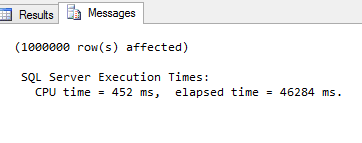 Results Messages
(1000000 row(s) affected)
SQL Server Execution Times:
CPU time = 452 ms,  elapsed time = 46284 ms.